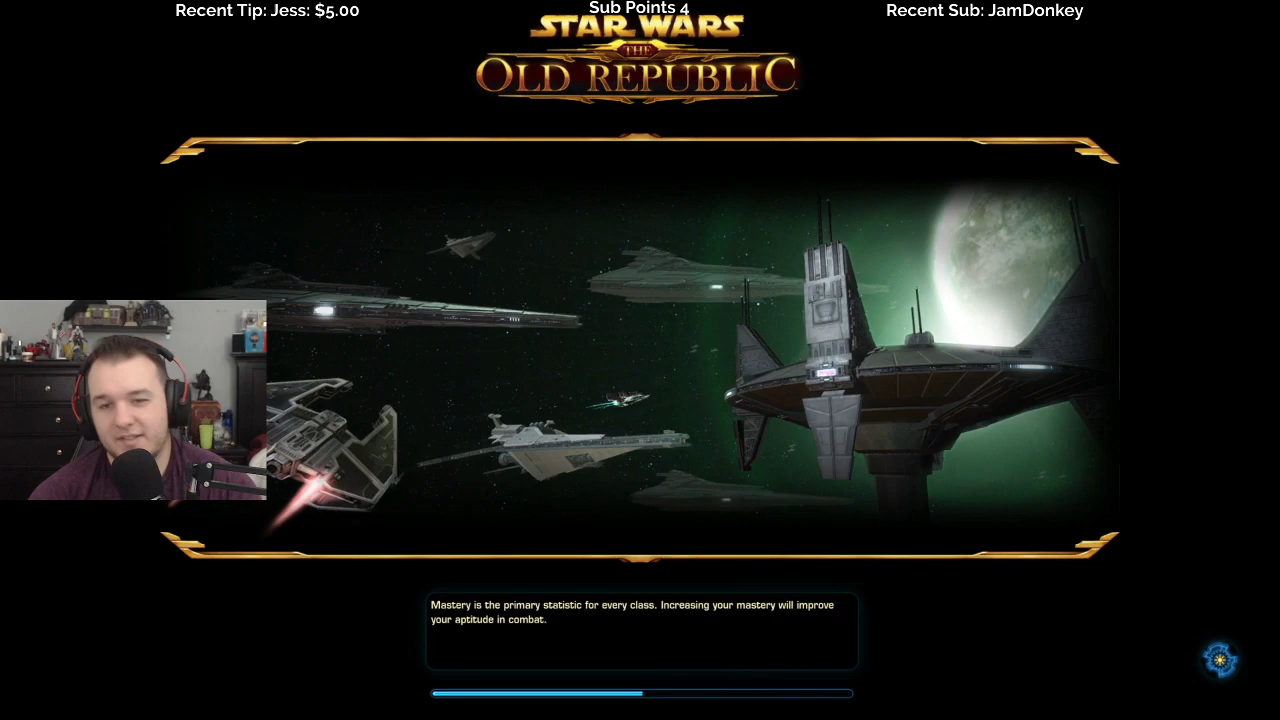 Recent Tip: Jess: $5.00
Sub Points 4
Recent Sub: JamDonkey
STAR WARS
THE
OLD REPUBLIC
Mastery is the primary statistic for every class. Increasing your mastery will improve
your aptitude in combat.